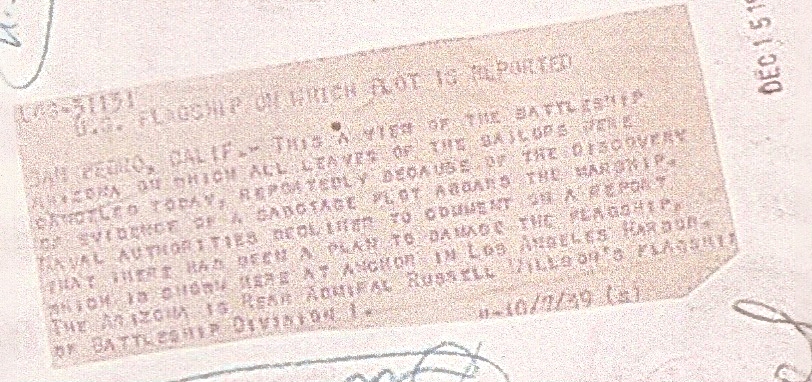 U.S. FLAGSHIP ON WHICH PLOT IS REPORTED
SAN PEDRO, CALIF.- THIS A VIEW OF THE BATTLESHIP
ARIZONA ON WHICH ALL LEAVES OF THE SAILORS WERE
CANCELED TODAY, REPORTEDLY BECAUSE OF THE DISCOVERY
OF EVIDENCE OF A SABOTAGE PLOT ABOARD THE WARSHIP.
NAVAL AUTHORITIES DECLINED TO COMMENT ON A REPORT
THAT THERE HAD BEEN A PLAN TO DAMAGE THE FLAGSHIP,
WHICH IS SHOWN HERE AT ANCHOR IN LOS ANGELES HARBOR.
THE ARIZONA IS REAR ADMIRAL RUSSELL WILLSON'S FLAGSHIP
OF BATTLESHIP DIVISION 1.
10/7/39 (S)
DEC 15 19